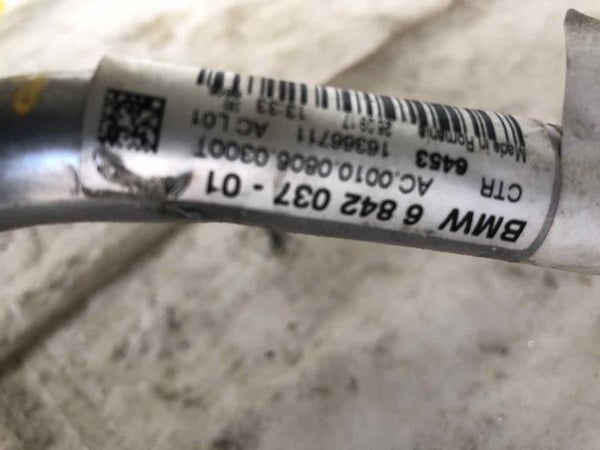 BMW 6 842 037 - 01
CTR AC.0010.0806.0300T
6453 16366711 AC L01
Made in Romania 26 09 17 13:33